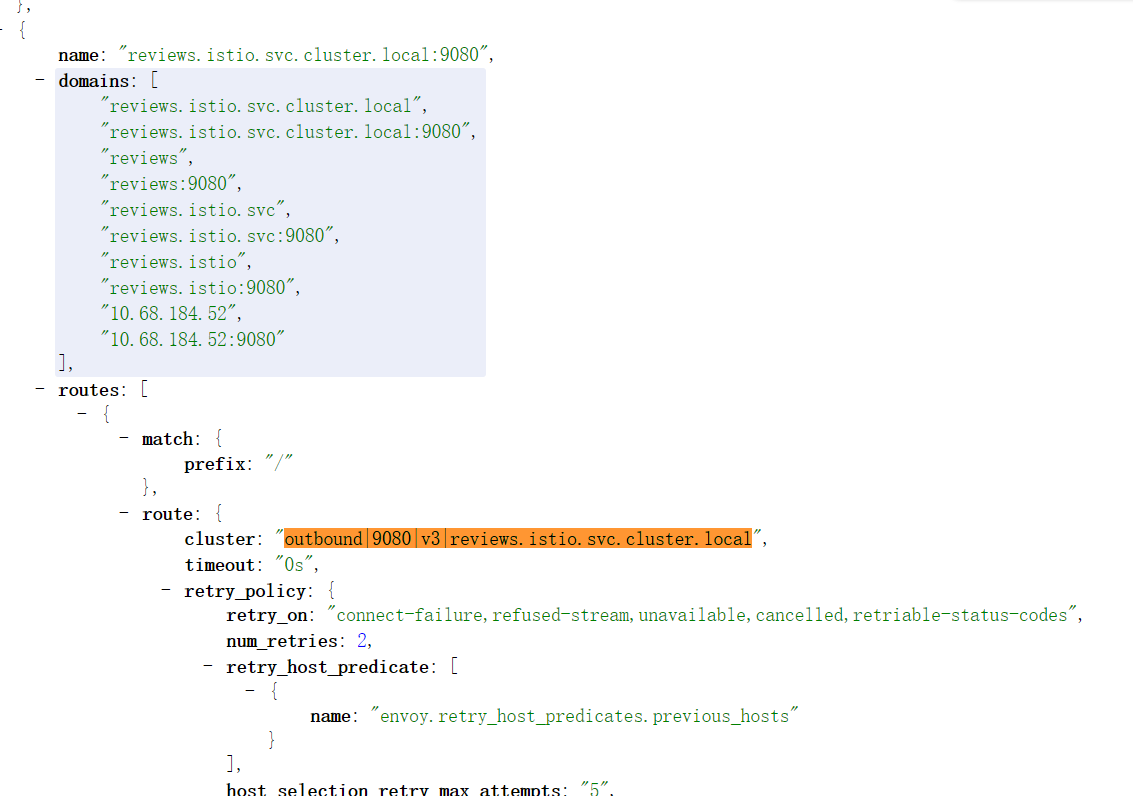 },
- {
name: "reviews.istio.svc.cluster.local:9080",
- domains: [
"reviews.istio.svc.cluster.local",
"reviews.istio.svc.cluster.local:9080",
"reviews",
"reviews:9080",
"reviews.istio.svc",
"reviews.istio.svc:9080",
"reviews.istio",
"reviews.istio:9080",
"10.68.184.52",
"10.68.184.52:9080"
],
- routes: [
- {
- match: {
prefix: "/"
},
- route: {
cluster: "outbound|9080|v3|reviews.istio.svc.cluster.local",
timeout: "0s",
- retry_policy: {
retry_on: "connect-failure,refused-stream,unavailable,cancelled,retriable-status-codes",
num_retries: 2,
- retry_host_predicate: [
- {
name: "envoy.retry_host_predicates.previous_hosts"
}
],
host_selection_retry_max_attempts: "5",